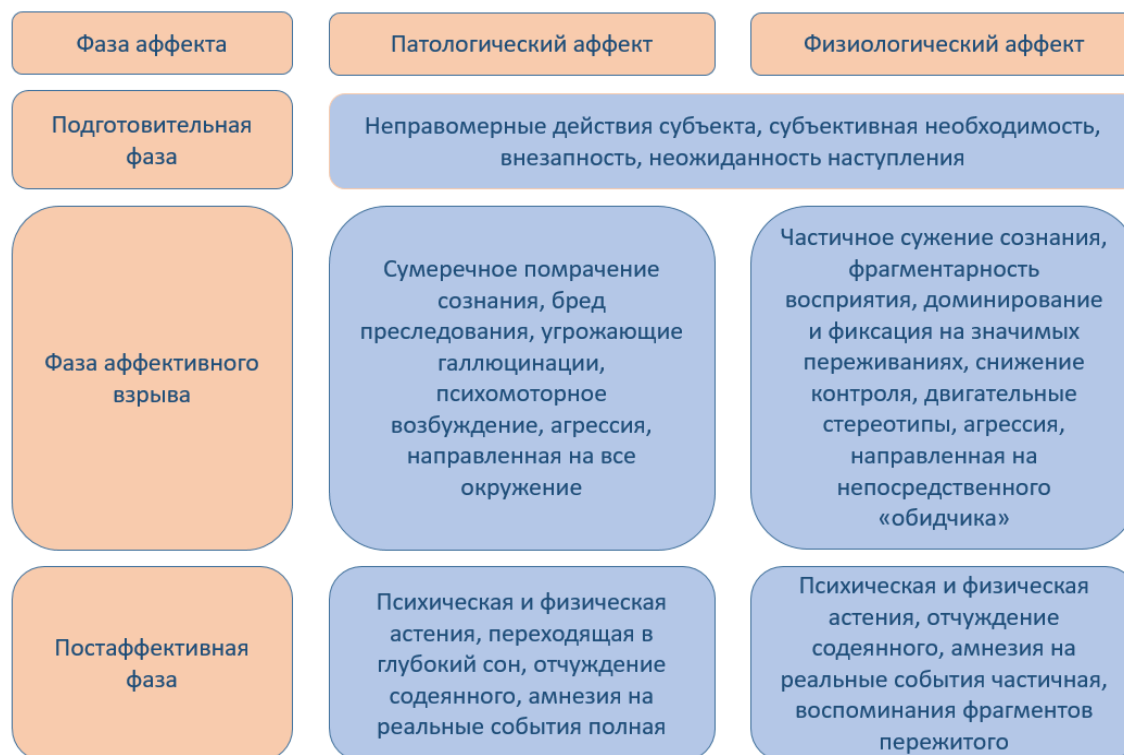 Фаза аффекта
Патологический аффект
Физиологический аффект
Подготовительная
фаза
Неправомерные действия субъекта, субъективная необходимость,
внезапность, неожиданность наступления
Фаза аффективного
взрыва
Сумеречное помрачение
сознания, бред
преследования, угрожающие
галлюцинации,
психомоторное
возбуждение, агрессия,
направленная на все
окружение
Частичное сужение сознания,
фрагментарность
восприятия, доминирование
и фиксация на значимых
переживаниях, снижение
контроля, двигательные
стереотипы, агрессия,
направленная на
непосредственного
«обидчика»
Постаффективная
фаза
Психическая и физическая
астения, переходящая в
глубокий сон, отчуждение
содеянного, амнезия на
реальные события полная
Психическая и физическая
астения, отчуждение
содеянного, амнезия на
реальные события частичная,
воспоминания фрагментов
пережитого